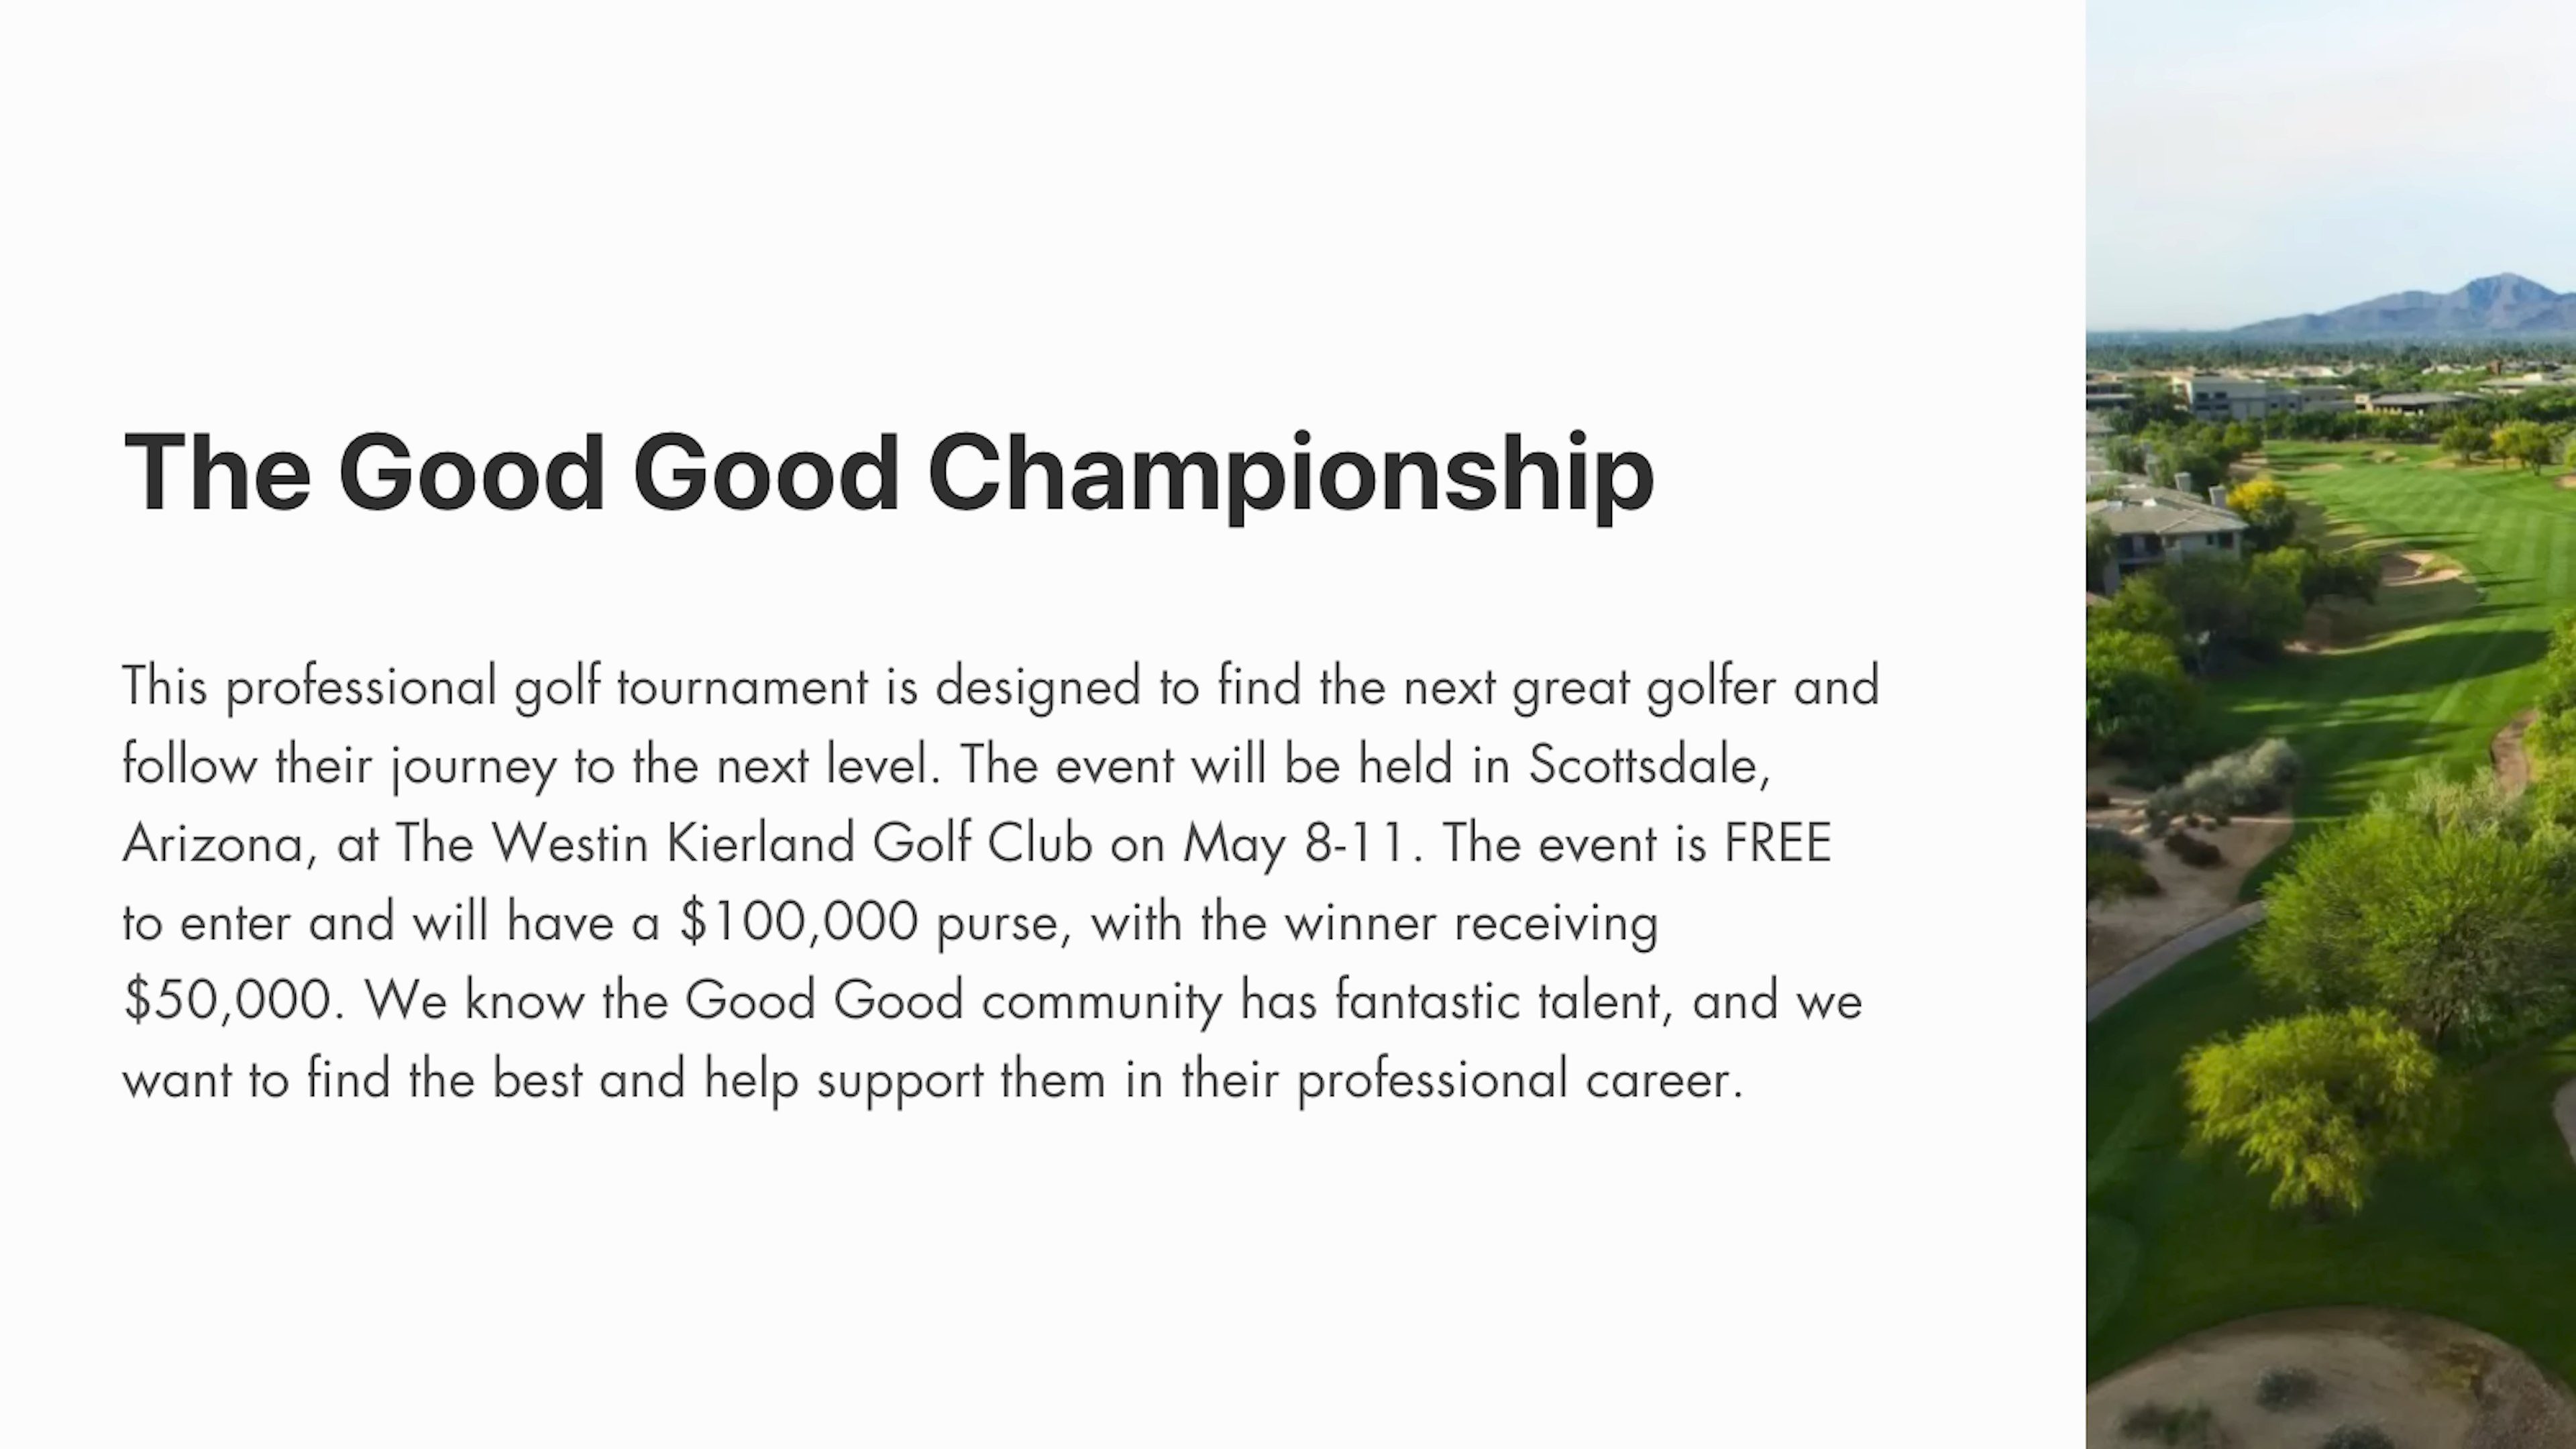 The Good Good Championship
This professional golf tournament is designed to find the next great golfer and
follow their journey to the next level. The event will be held in Scottsdale,
Arizona, at The Westin Kierland Golf Club on May 8-11. The event is FREE
to enter and will have a $100,000 purse, with the winner receiving
$50,000. We know the Good Good community has fantastic talent, and we
want to find the best and help support them in their professional career.